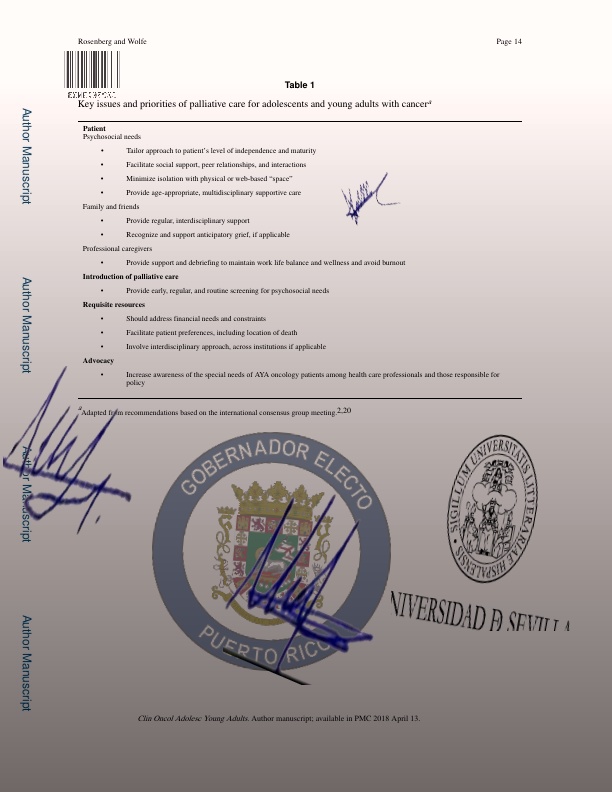 Rosenberg and Wolfe
Page 14
Table 1
Key issues and priorities of palliative care for adolescents and young adults with cancera
Patient
Psychosocial needs
• Tailor approach to patient's level of independence and maturity
• Facilitate social support, peer relationships, and interactions
• Minimize isolation with physical or web-based “space”
• Provide age-appropriate, multidisciplinary supportive care
Family and friends
• Provide regular, interdisciplinary support
• Recognize and support anticipatory grief, if applicable
Professional caregivers
• Provide support and debriefing to maintain work life balance and wellness and avoid burnout
Introduction of palliative care
• Provide early, regular, and routine screening for psychosocial needs
Requisite resources
• Should address financial needs and constraints
• Facilitate patient preferences, including location of death
• Involve interdisciplinary approach, across institutions if applicable
Advocacy
• Increase awareness of the special needs of AYA oncology patients among health care professionals and those responsible for
policy
aAdapted from recommendations based on the international consensus group meeting.2,20
Author Manuscript
Author Manuscript
Author Manuscript
Author Manuscript
GOBERNADOR ELECTO
PUERTO RICO
SIGILLUM UNIVERSITATIS LITTERARIAE HISPALENSIS
NIVERSIDAD D SEVILLA
Clin Oncol Adolesc Young Adults. Author manuscript; available in PMC 2018 April 13.